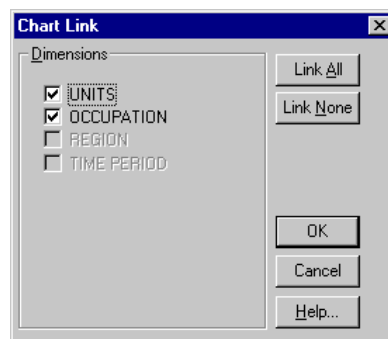 Chart Link
Dimensions
UNITS
OCCUPATION
REGION
TIME PERIOD
Link All
Link None
OK
Cancel
Help...